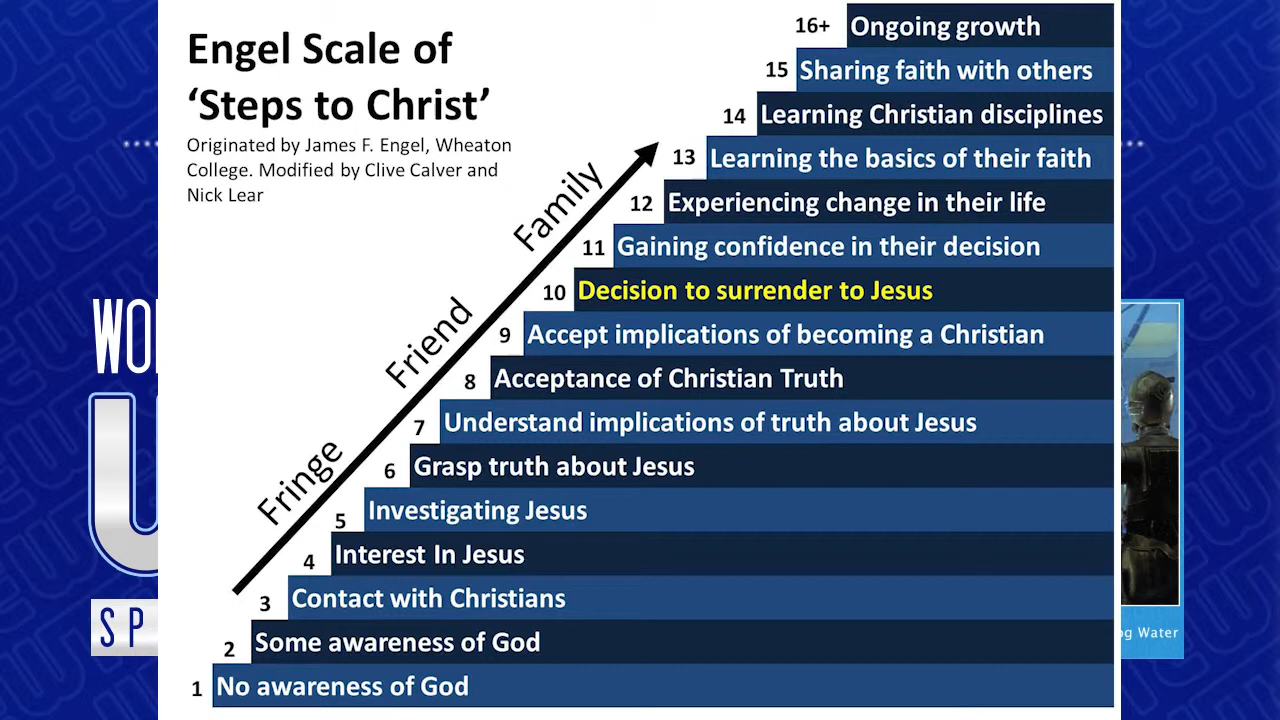 Engel Scale of
‘Steps to Christ’
Originated by James F. Engel, Wheaton
College. Modified by Clive Calver and
Nick Lear
16+ Ongoing growth
15 Sharing faith with others
14 Learning Christian disciplines
13 Learning the basics of their faith
12 Experiencing change in their life
11 Gaining confidence in their decision
10 Decision to surrender to Jesus
9 Accept implications of becoming a Christian
8 Acceptance of Christian Truth
7 Understand implications of truth about Jesus
6 Grasp truth about Jesus
5 Investigating Jesus
4 Interest In Jesus
3 Contact with Christians
2 Some awareness of God
1 No awareness of God
Family
Friend
Fringe
Water